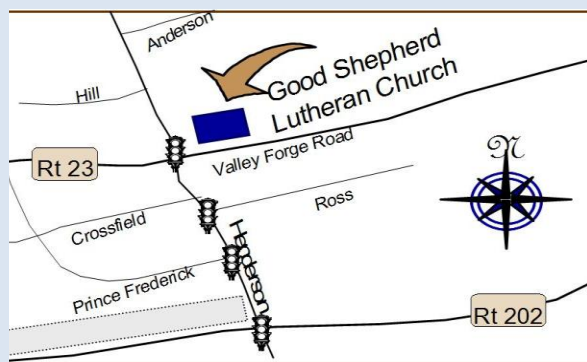 Anderson
Good Shepherd
Lutheran Church
Hill
N
Rt 23
Valley Forge Road
Ross
Crossfield
Henderson
Prince Frederick
Rt 202